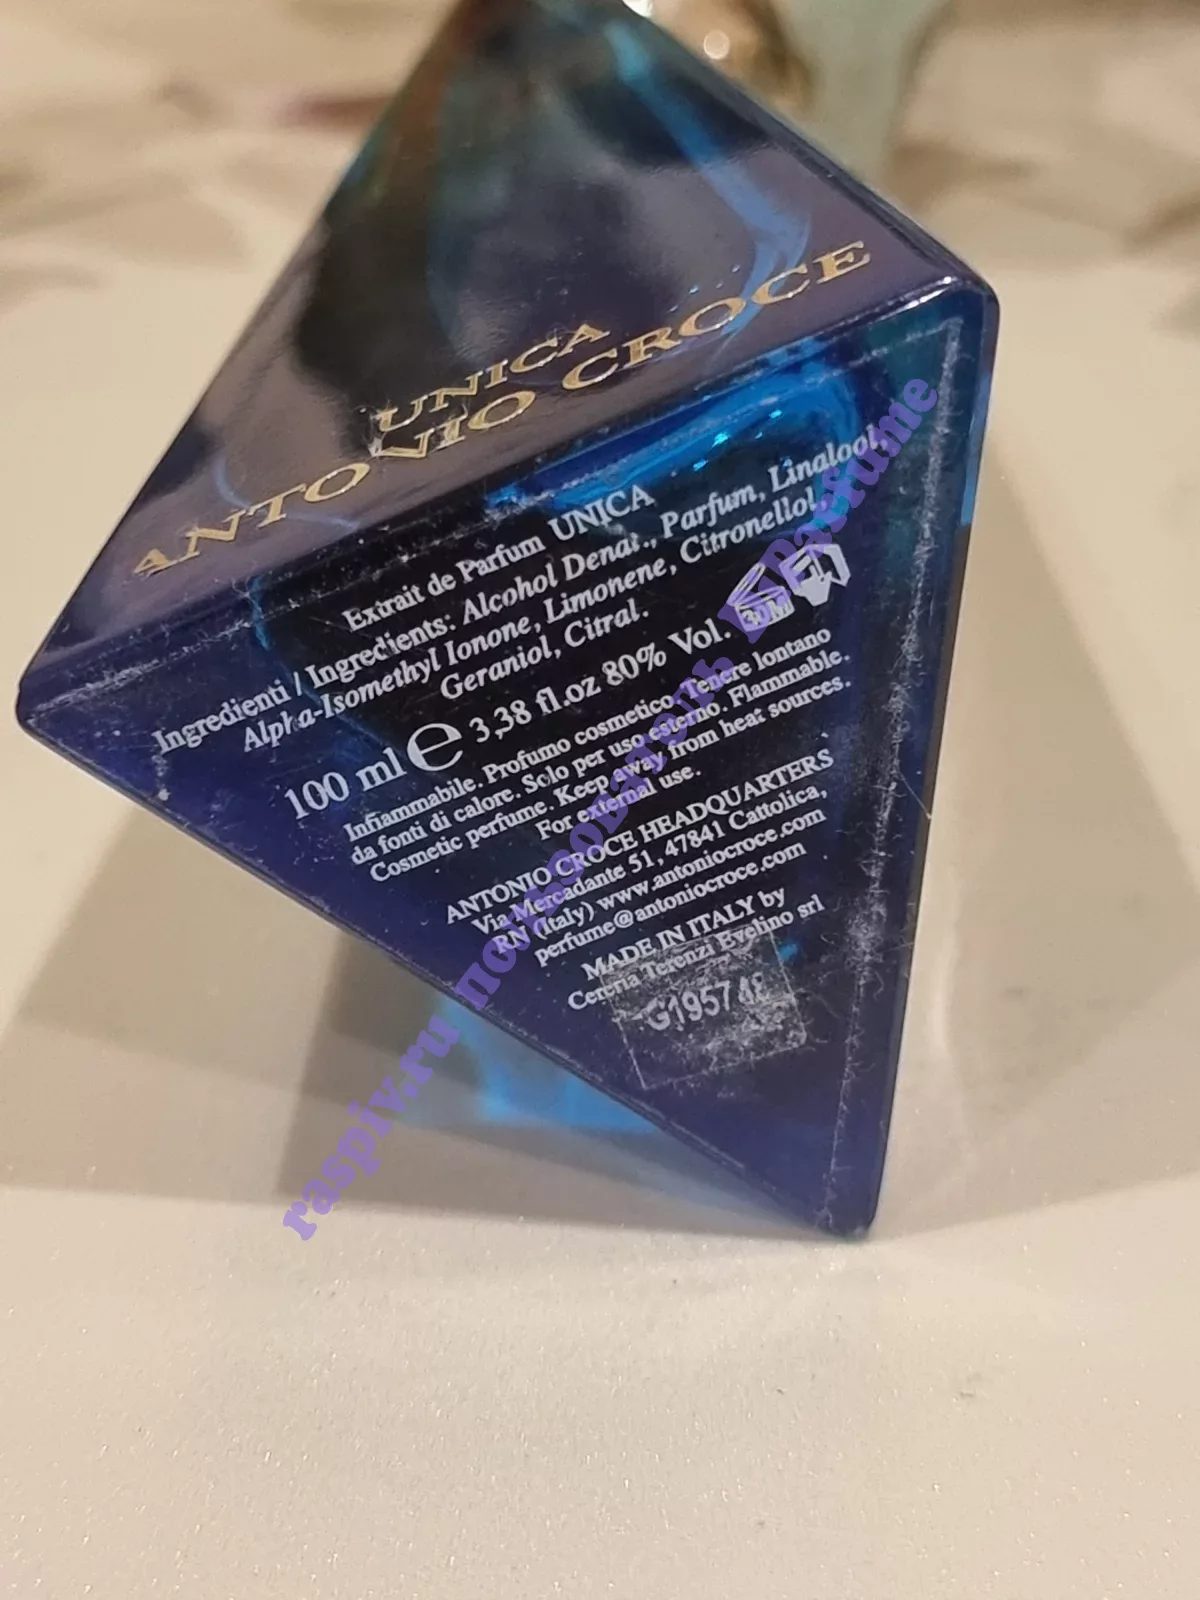 UNICA
ANTONIO CROCE
Extrait de Parfum UNICA
Ingredienti / Ingredients: Alcohol Denat., Parfum, Linalool,
Alpha-Isomethyl Ionone, Limonene, Citronellol,
Geraniol, Citral.
100 ml e 3,38 fl.oz 80% Vol. 30M
Infiammabile. Profumo cosmetico. Tenere lontano
da fonti di calore. Solo per uso esterno. Flammable.
Cosmetic perfume. Keep away from heat sources.
For external use.
ANTONIO CROCE HEADQUARTERS
Via Mercadante 51, 47841 Cattolica,
RN (Italy) www.antoniocroce.com
perfume@antoniocroce.com
MADE IN ITALY by
Cereria Terenzi Evelino srl
G195748
raspiv.ru пользователь